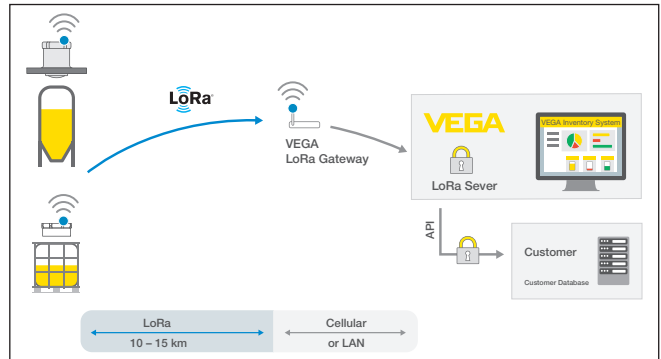 LoRa
VEGA
LoRa Gateway
VEGA
LoRa Sever
VEGA Inventory System
API
Customer
Customer Database
LoRa
10 – 15 km
Cellular
or LAN